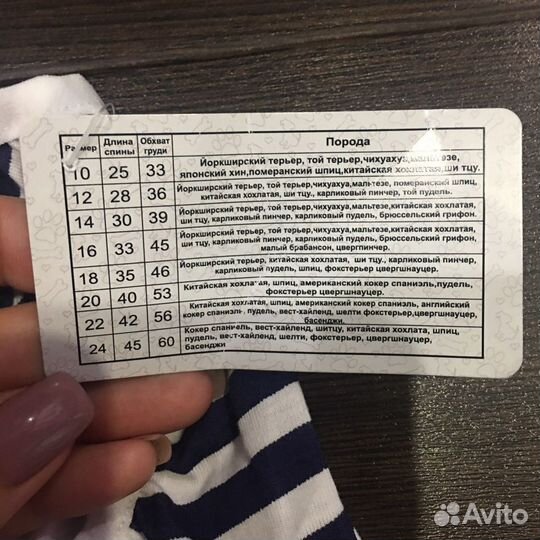 Размер Длина спины Обхват груди Порода
10 25 33 Йоркширский терьер, той терьер,чихуахуа,мальтезе,
японский хин,померанский шпиц,китайская хохлатая,ши тцу.
12 28 36 Йоркширский терьер, той терьер,чихуахуа,мальтезе, померанский шпиц,
китайская хохлатая, ши тцу., карликовый пинчер, той пудель.
14 30 39 Йоркширский терьер, той терьер,чихуахуа,мальтезе,китайская хохлатая,
ши тцу, карликовый пинчер, карликовый пудель, брюссельский грифон.
16 33 45 Йоркширский терьер, той терьер,чихуахуа,мальтезе,китайская хохлатая,
ши тцу, карликовый пинчер, карликовый пудель, брюссельский грифон,
малый брабансон, цвергпинчер.
18 35 46 Йоркширский терьер, китайская хохлатая, ши тцу., карликовый пинчер,
карликовый пудель, шпиц, фокстерьер цвергшнауцер.
20 40 53 Китайская хохлатая, шпиц, американский кокер спаниэль,пудель,
фокстерьер цвергшнауцер.
22 42 56 Китайская хохлатая, шпиц, американский кокер спаниэль, английский
кокер спаниэль, пудель, вест-хайленд, шелти фокстерьер,цвергшнауцер,
басенджи.
24 45 60 Кокер спаниель, вест-хайленд, шитцу, китайская хохлата, шпиц,
пудель, вест-хайленд, шелти, фокстерьер, цвергшнауцер,
басенджи
Avito